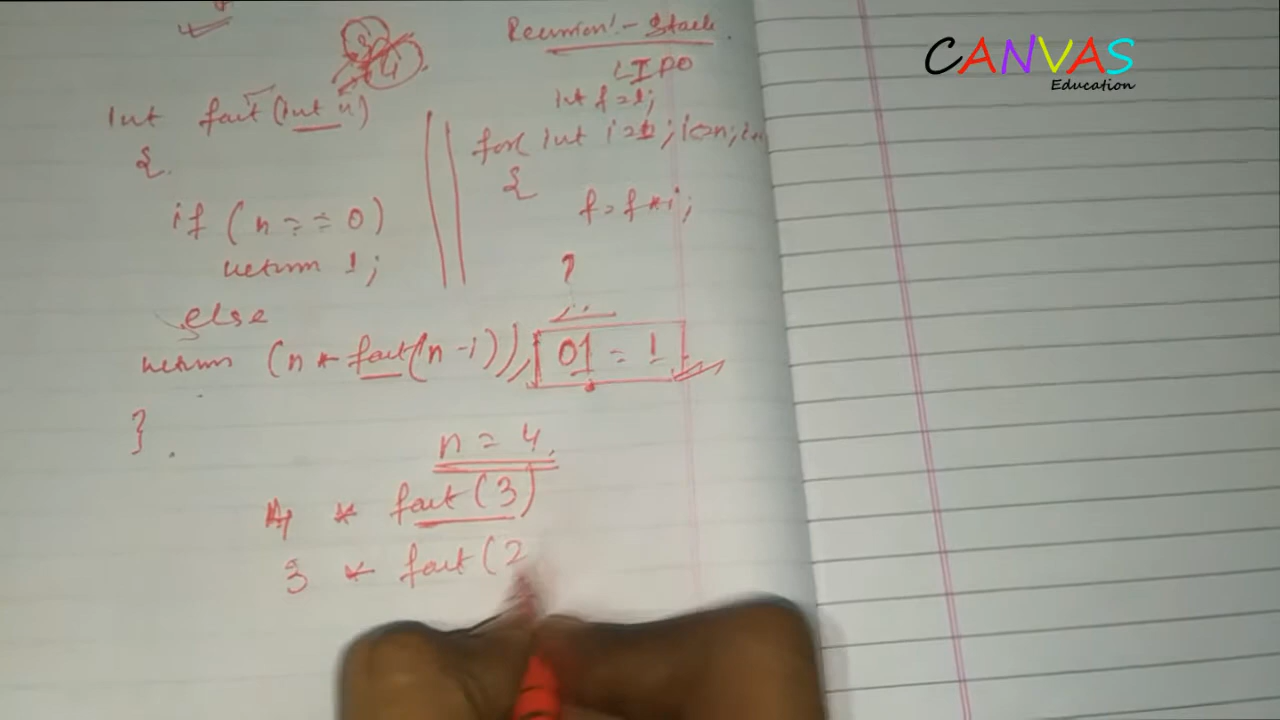 Recursion:- Stack.
LIFO
int fact (int n)
{
if (n == 0)
return 1;
else
return (n * fact(n-1));
}.
int f=1;
for( int i=1; i<=n; i++
{
f=f*i;
?
0! = 1
n = 4.
4 * fact (3)
3 * fact (2
CANVAS
Education